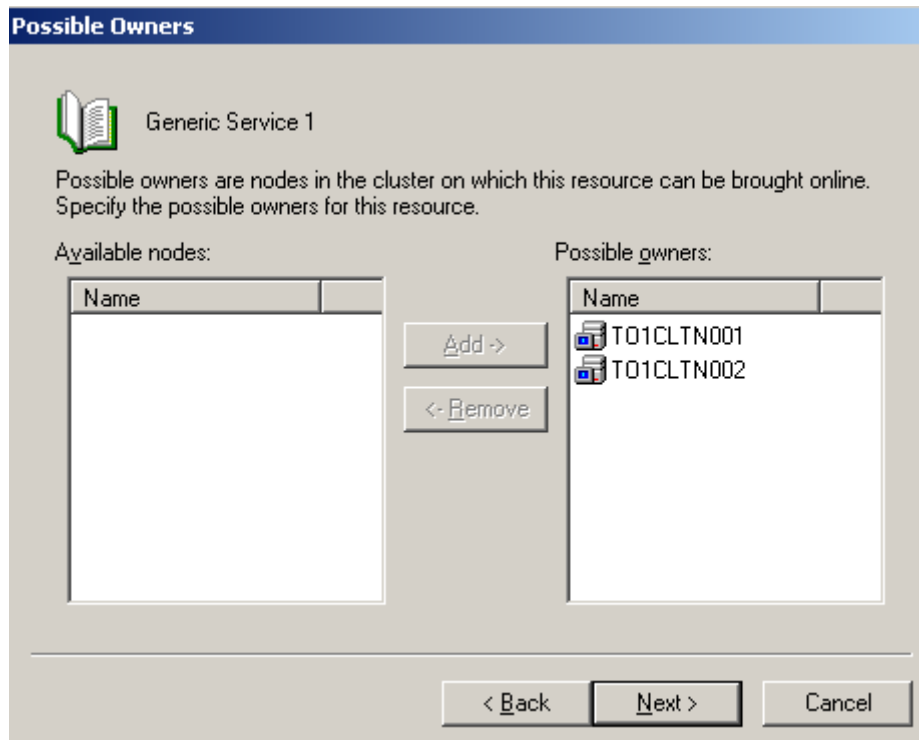 Possible Owners
Generic Service 1
Possible owners are nodes in the cluster on which this resource can be brought online.
Specify the possible owners for this resource.
Available nodes:
Possible owners:
Name
Name
Add ->
<- Remove
TO1CLTN001
TO1CLTN002
< Back
Next >
Cancel